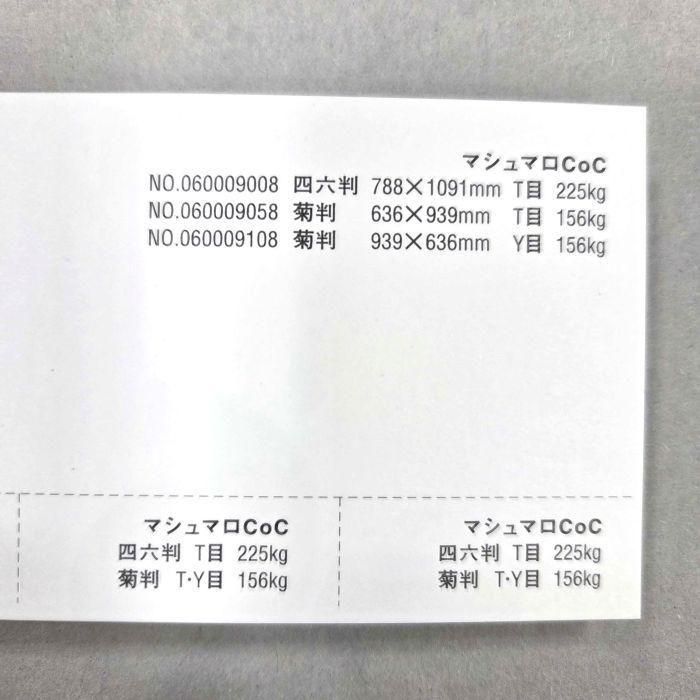 マシュマロCoC
NO.060009008 四六判 788×1091mm T目 225kg
NO.060009058 菊判 636×939mm T目 156kg
NO.060009108 菊判 939×636mm Y目 156kg
マシュマロCoC
四六判 T目 225kg
菊判 T・Y目 156kg
マシュマロCoC
四六判 T目 225kg
菊判 T・Y目 156kg